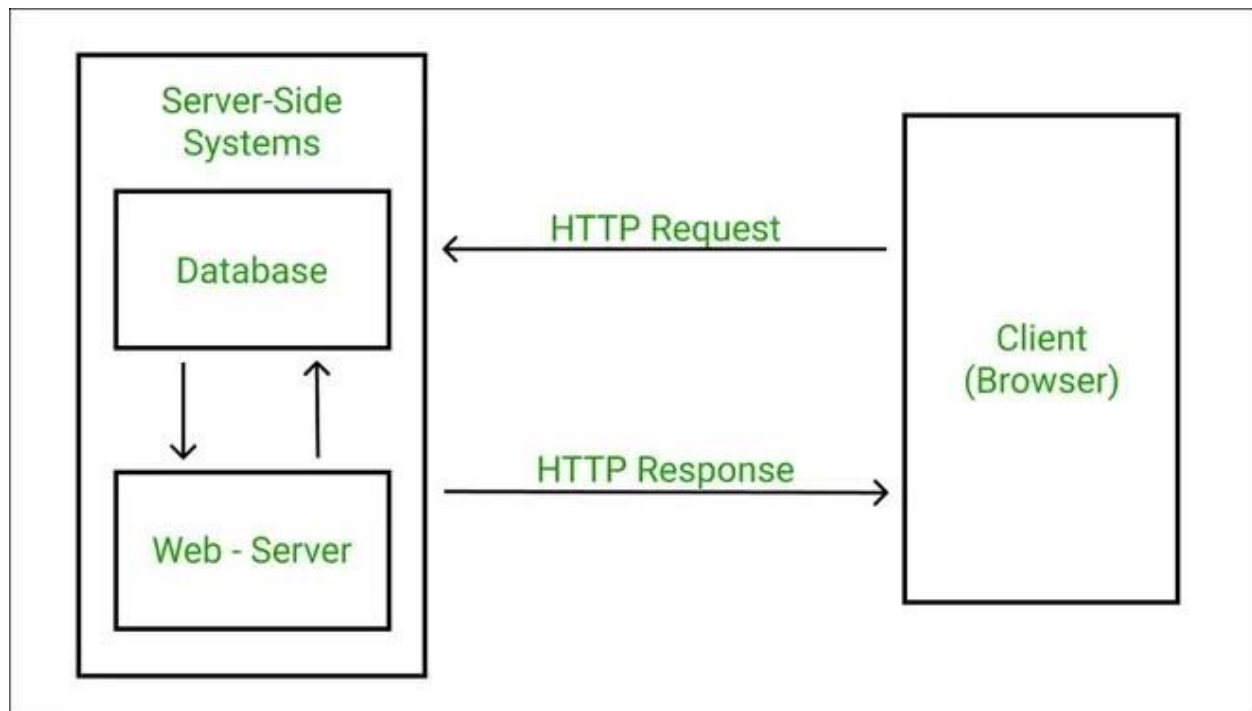 Server-Side
Systems
Database
Web - Server
HTTP Request
HTTP Response
Client
(Browser)